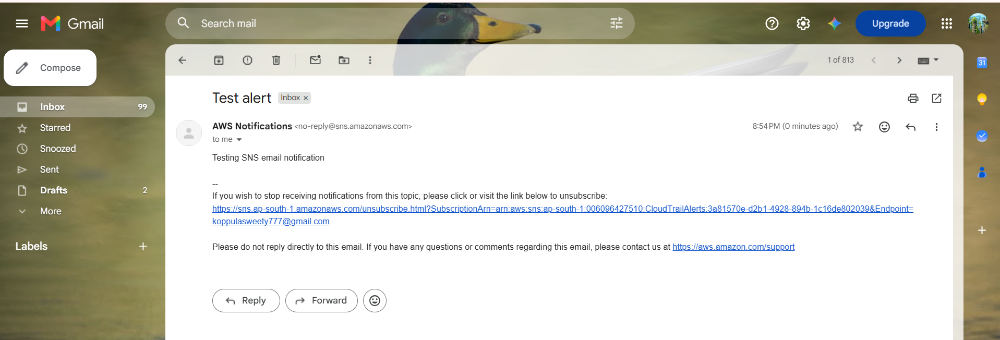 Gmail
Search mail
Upgrade
Compose
1 of 813
31
Inbox 99
Starred
Snoozed
Sent
Drafts 2
More
Labels
Test alert Inbox ×
AWS Notifications <no-reply@sns.amazonaws.com> 8:54 PM (0 minutes ago)
to me
Testing SNS email notification
--
If you wish to stop receiving notifications from this topic, please click or visit the link below to unsubscribe:
https://sns.ap-south-1.amazonaws.com/unsubscribe.html?SubscriptionArn=arn:aws:sns:ap-south-1:006096427510:CloudTrailAlerts:3a81570e-d2b1-4928-894b-1c16de802039&Endpoint=
koppulasweety777@gmail.com
Please do not reply directly to this email. If you have any questions or comments regarding this email, please contact us at https://aws.amazon.com/support
Reply Forward